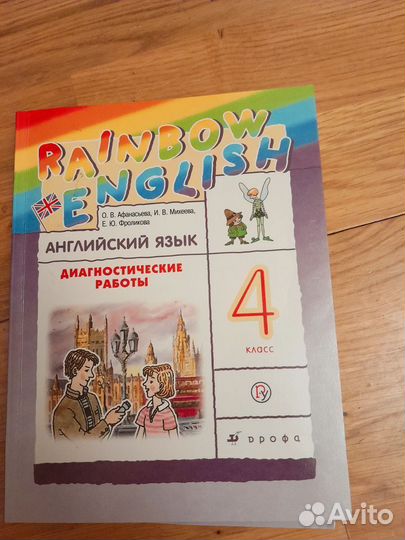 RAINBOW
ENGLISH
О. В. Афанасьева, И. В. Михеева,
Е. Ю. Фроликова
АНГЛИЙСКИЙ ЯЗЫК
ДИАГНОСТИЧЕСКИЕ
РАБОТЫ
4
КЛАСС
дрофа
Avito